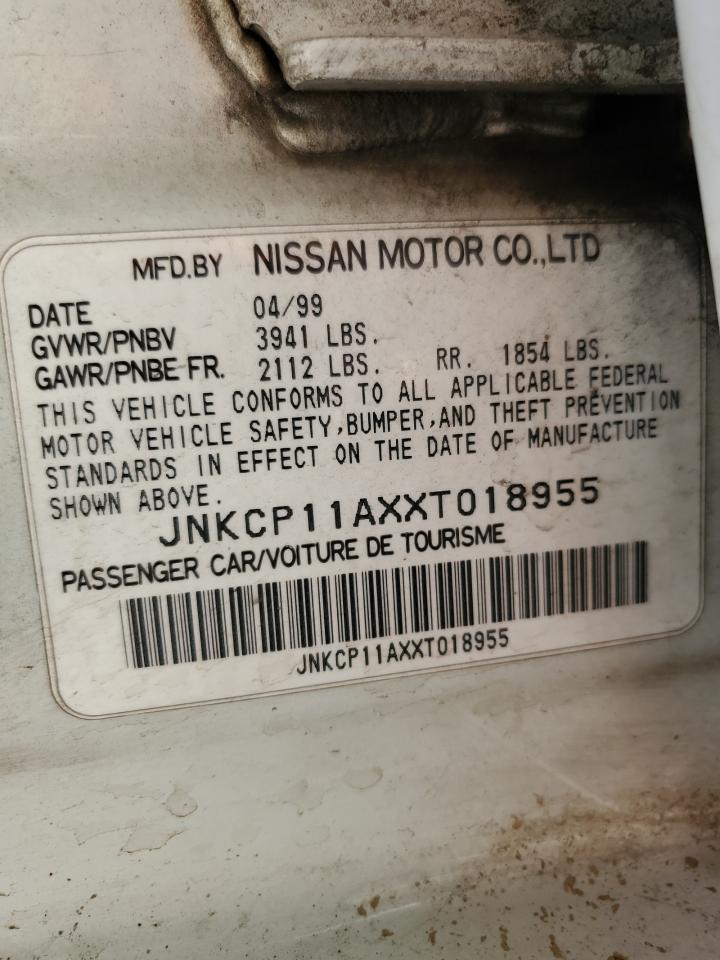 MFD.BY NISSAN MOTOR CO.,LTD
DATE 04/99
GVWR/PNBV 3941 LBS.
GAWR/PNBE-FR. 2112 LBS. RR. 1854 LBS.
THIS VEHICLE CONFORMS TO ALL APPLICABLE FEDERAL
MOTOR VEHICLE SAFETY,BUMPER,AND THEFT PREVENTION
STANDARDS IN EFFECT ON THE DATE OF MANUFACTURE
SHOWN ABOVE.
JNKCP11AXXT018955
PASSENGER CAR/VOITURE DE TOURISME
JNKCP11AXXT018955